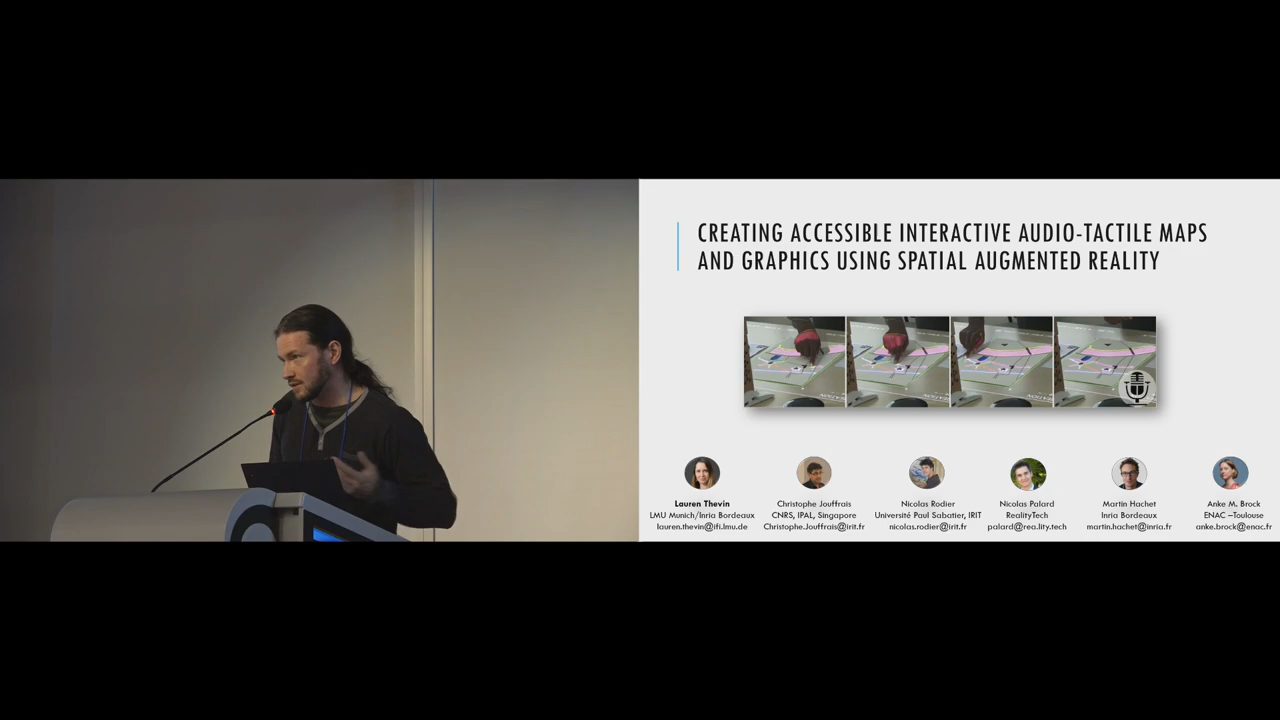 CREATING ACCESSIBLE INTERACTIVE AUDIO-TACTILE MAPS
AND GRAPHICS USING SPATIAL AUGMENTED REALITY
Lauren Thevin
LMU Munich/Inria Bordeaux
lauren.thevin@ifi.lmu.de
Christophe Jouffrais
CNRS, IPAL, Singapore
Christophe.Jouffrais@irit.fr
Nicolas Rodier
Université Paul Sabatier, IRIT
nicolas.rodier@irit.fr
Nicolas Palard
RealityTech
palard@rea.lity.tech
Martin Hachet
Inria Bordeaux
martin.hachet@inria.fr
Anke M. Brock
ENAC –Toulouse
anke.brock@enac.fr